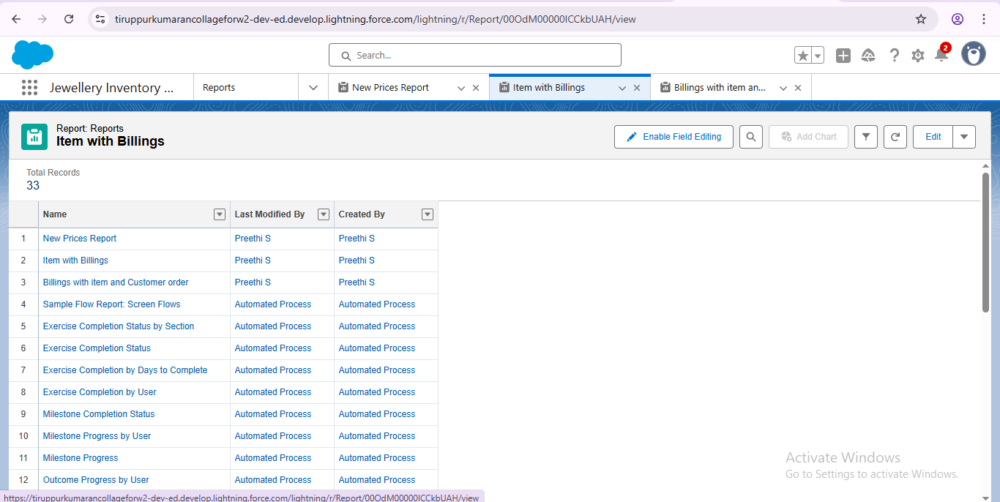 tiruppurkumarancollageforw2-dev-ed.develop.lightning.force.com/lightning/r/Report/00OdM00000ICCkbUAH/view
Search...
2
Jewellery Inventory ...
Reports
New Prices Report
Item with Billings
Billings with item an...
Report: Reports
Item with Billings
Enable Field Editing
Add Chart
Edit
Total Records
33
Name Last Modified By Created By
1 New Prices Report Preethi S Preethi S
2 Item with Billings Preethi S Preethi S
3 Billings with item and Customer order Preethi S Preethi S
4 Sample Flow Report: Screen Flows Automated Process Automated Process
5 Exercise Completion Status by Section Automated Process Automated Process
6 Exercise Completion Status Automated Process Automated Process
7 Exercise Completion by Days to Complete Automated Process Automated Process
8 Exercise Completion by User Automated Process Automated Process
9 Milestone Completion Status Automated Process Automated Process
10 Milestone Progress by User Automated Process Automated Process
11 Milestone Progress Automated Process Automated Process
12 Outcome Progress by User Automated Process Automated Process
Activate Windows
Go to Settings to activate Windows.
https://tiruppurkumarancollageforw2-dev-ed.develop.lightning.force.com/lightning/r/Report/00OdM00000ICCkbUAH/view